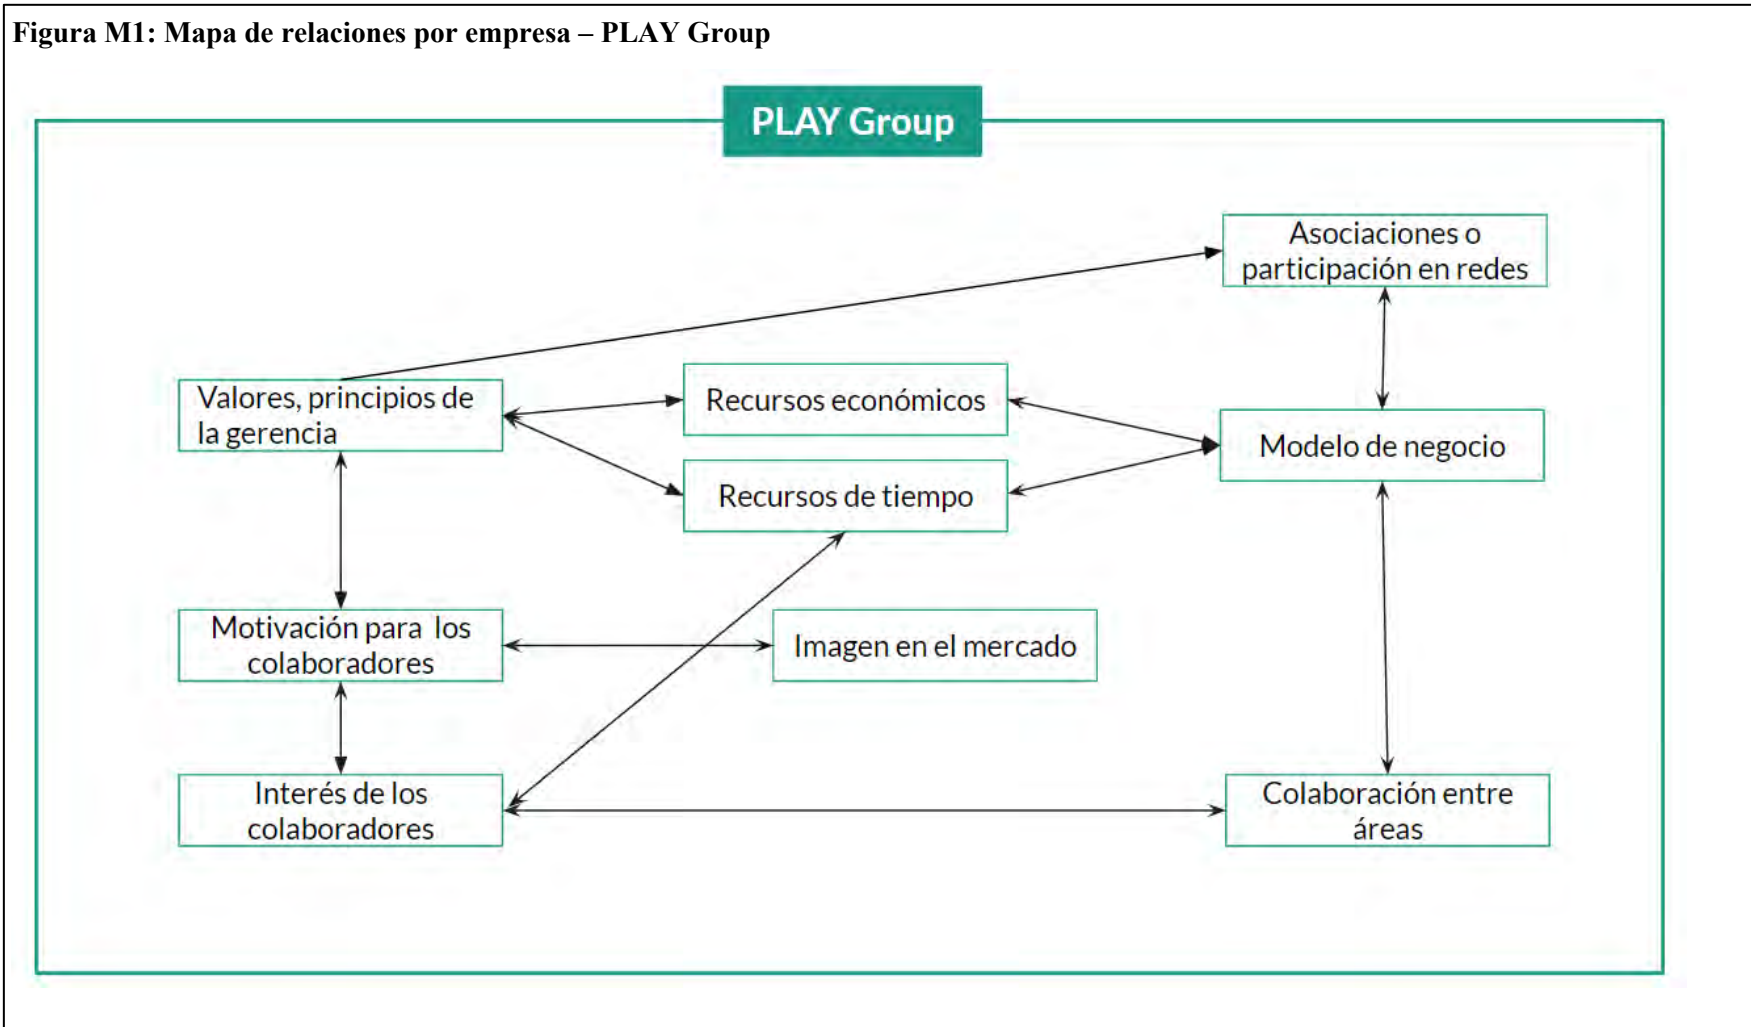 Figura M1: Mapa de relaciones por empresa – PLAY Group
PLAY Group
Asociaciones o
participación en redes
Valores, principios de
la gerencia
Recursos económicos
Modelo de negocio
Recursos de tiempo
Motivación para los
colaboradores
Imagen en el mercado
Interés de los
colaboradores
Colaboración entre
áreas